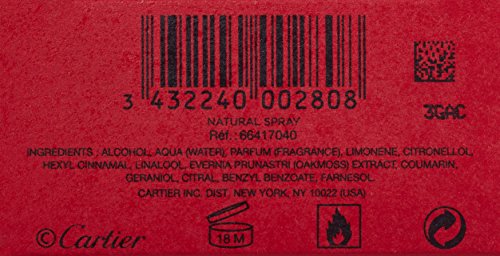 3 432240 002808
3GAC
NATURAL SPRAY
Réf.: 66417040
INGREDIENTS : ALCOHOL, AQUA (WATER), PARFUM (FRAGRANCE), LIMONENE, CITRONELLOL,
HEXYL CINNAMAL, LINALOOL, EVERNIA PRUNASTRI (OAKMOSS) EXTRACT, COUMARIN,
GERANIOL, CITRAL, BENZYL BENZOATE, FARNESOL.
CARTIER INC. DIST. NEW YORK, NY 10022 (USA)
©Cartier
18 M